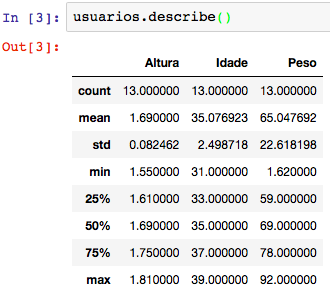 In [3]: usuarios.describe()
Out[3]:
Altura Idade Peso
count 13.000000 13.000000 13.000000
mean 1.690000 35.076923 65.047692
std 0.082462 2.498718 22.618198
min 1.550000 31.000000 1.620000
25% 1.610000 33.000000 59.000000
50% 1.690000 35.000000 69.000000
75% 1.750000 37.000000 78.000000
max 1.810000 39.000000 92.000000